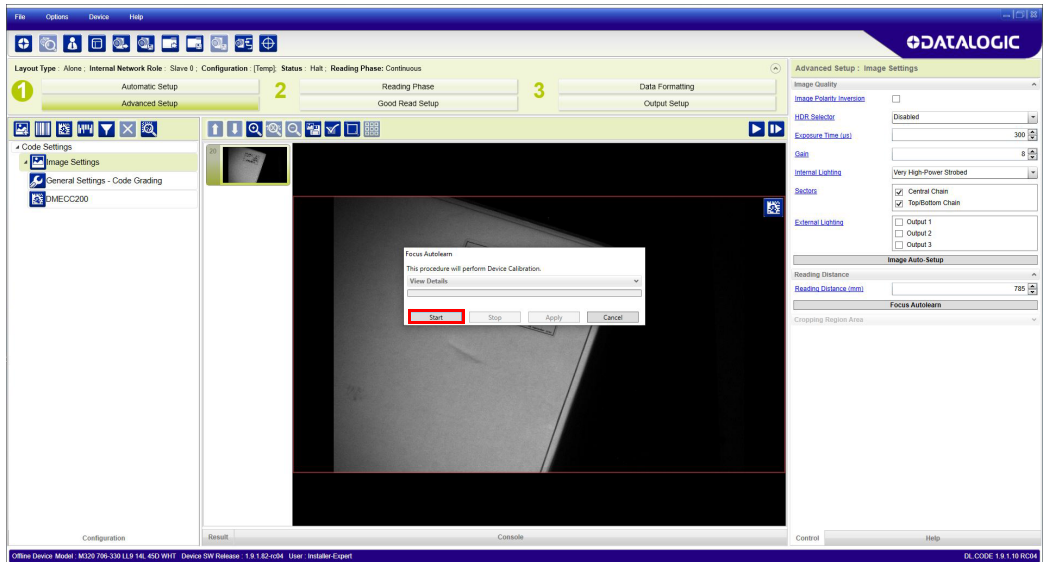 File Options Device Help
DATALOGIC
Layout Type : Alone ; Internal Network Role : Slave 0 ; Configuration : [Temp]; Status : Halt ; Reading Phase: Continuous
1
Automatic Setup
Advanced Setup
2
Reading Phase
Good Read Setup
3
Data Formatting
Output Setup
Code Settings
Image Settings
General Settings - Code Grading
DMECC200
Configuration
20
Focus Autolearn
This procedure will perform Device Calibration.
View Details
Start Stop Apply Cancel
Result Console
Advanced Setup : Image Settings
Image Quality
Image Polarity Inversion
HDR Selector Disabled
Exposure Time (us) 300
Gain 8
Internal Lighting Very High-Power Strobed
Sectors Central Chain
Top/Bottom Chain
External Lighting Output 1
Output 2
Output 3
Image Auto-Setup
Reading Distance
Reading Distance (mm) 785
Focus Autolearn
Cropping Region Area
Control Help
Offline Device Model : M320 706-330 LL9 14L 45D WHT Device SW Release : 1.9.1.82-rc04 User : Installer-Expert
DL.CODE 1.9.1.10 RC04